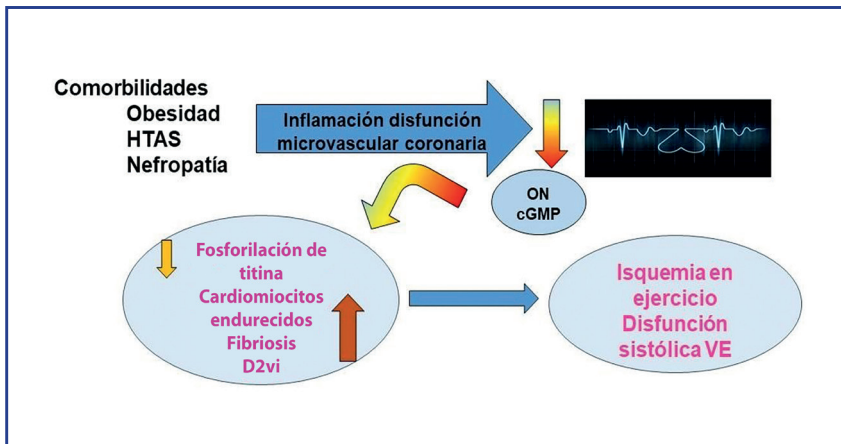 Comorbilidades
Obesidad
HTAS
Nefropatía
Inflamación disfunción
microvascular coronaria
ON
cGMP
Fosforilación de
titina
Cardiomiocitos
endurecidos
Fibriosis
D2vi
Isquemia en
ejercicio
Disfunción
sistólica VE